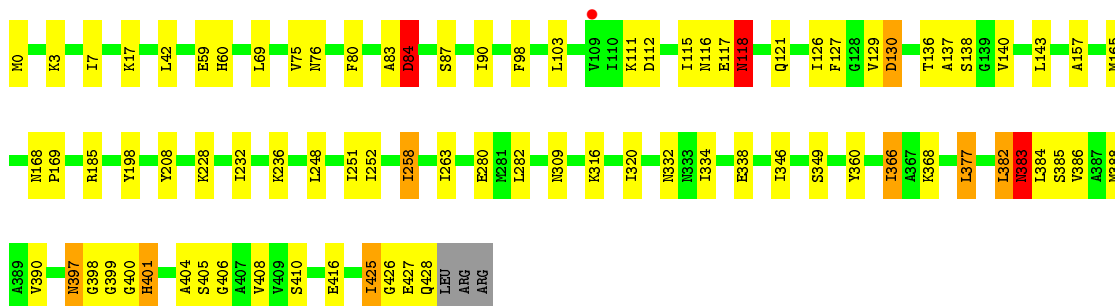 M0 K3 I7 K17 L42 E59 H60 L69 V75 N76 F80 A83 D84 S87 I90 F98 L103 V109 I110 K111 D112 I115 N116 E117 N118 Q121 I126 F127 G128 V129 D130 T136 A137 S138 G139 V140 L143 A157 M165
N168 P169 R185 Y198 Y208 K228 I232 K236 L248 I251 I252 I258 I263 E280 M281 L282 N309 K316 I320 N332 N333 I334 E338 I346 S349 Y360 I366 A367 K368 L377 L382 N383 L384 S385 V386 A387 M388
A389 V390 N397 G398 G399 G400 H401 A404 S405 G406 A407 V408 V409 S410 E416 I425 G426 E427 Q428 LEU ARG ARG